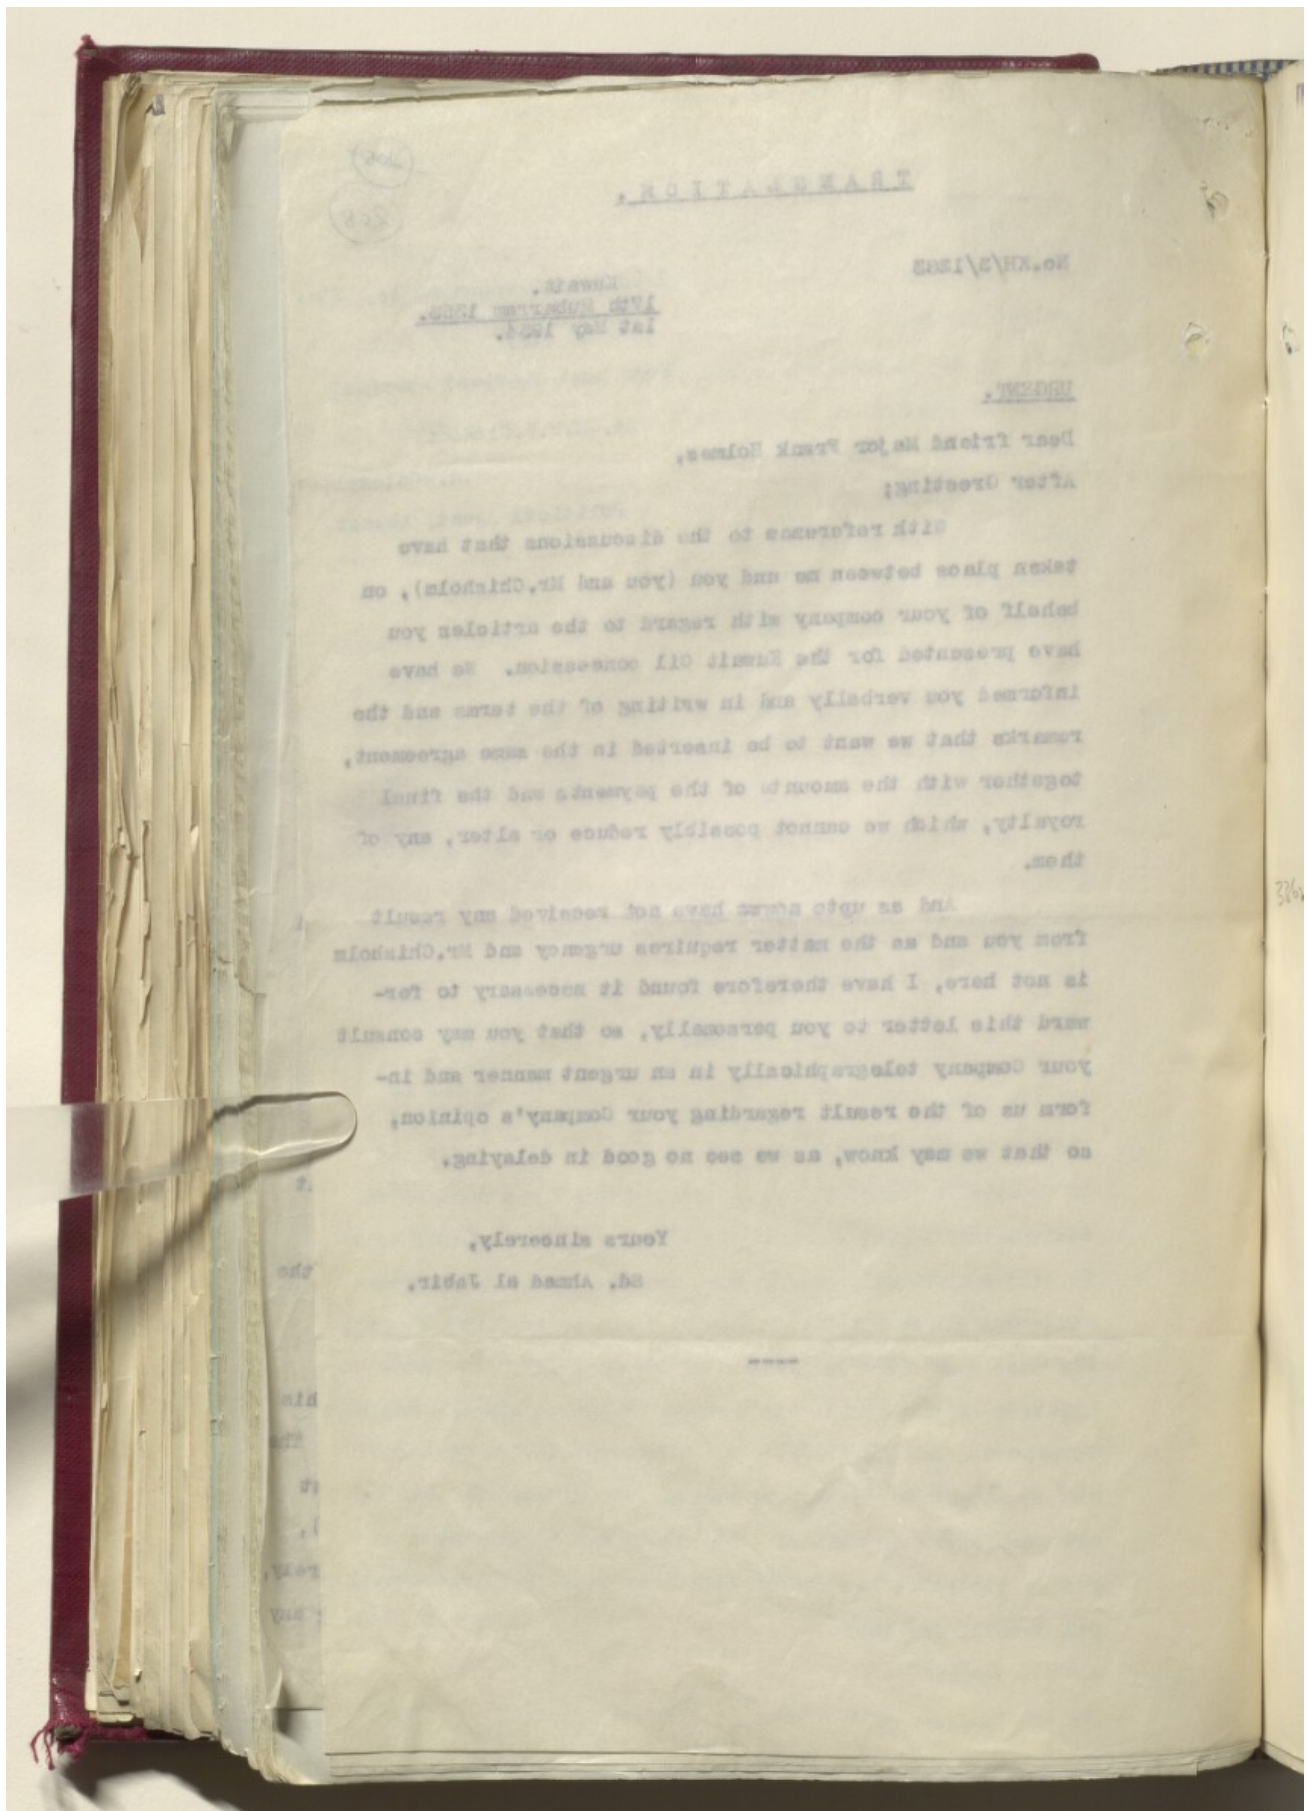 208
TRANSLATION.
No.KH/3/1283
Kuwait.
17th Muharram 1353.
1st May 1934.
URGENT.
Dear friend Major Frank Holmes,
After Greeting;
With reference to the discussions that have
taken place between me and you (you and Mr.Chisholm), on
behalf of your company with regard to the articles you
have presented for the Kuwait Oil concession. We have
informed you verbally and in writing of the terms and the
remarks that we want to be inserted in the same agreement,
together with the amounts of the payments and the final
royalty, which we cannot possibly reduce or alter, any of
them.
And as upto have not received any result
from you and as the matter requires urgency and Mr.Chisholm
is not here, I have therefore found it necessary to for-
ward this letter to you personally, so that you may consult
your Company telegraphically in an urgent manner and in-
form us of the result regarding your Company's opinion,
so that we may know, as we see no good in delaying.
Yours sincerely,
Sd. Ahmad al Jabir.
----
the
his
The
rely,
any